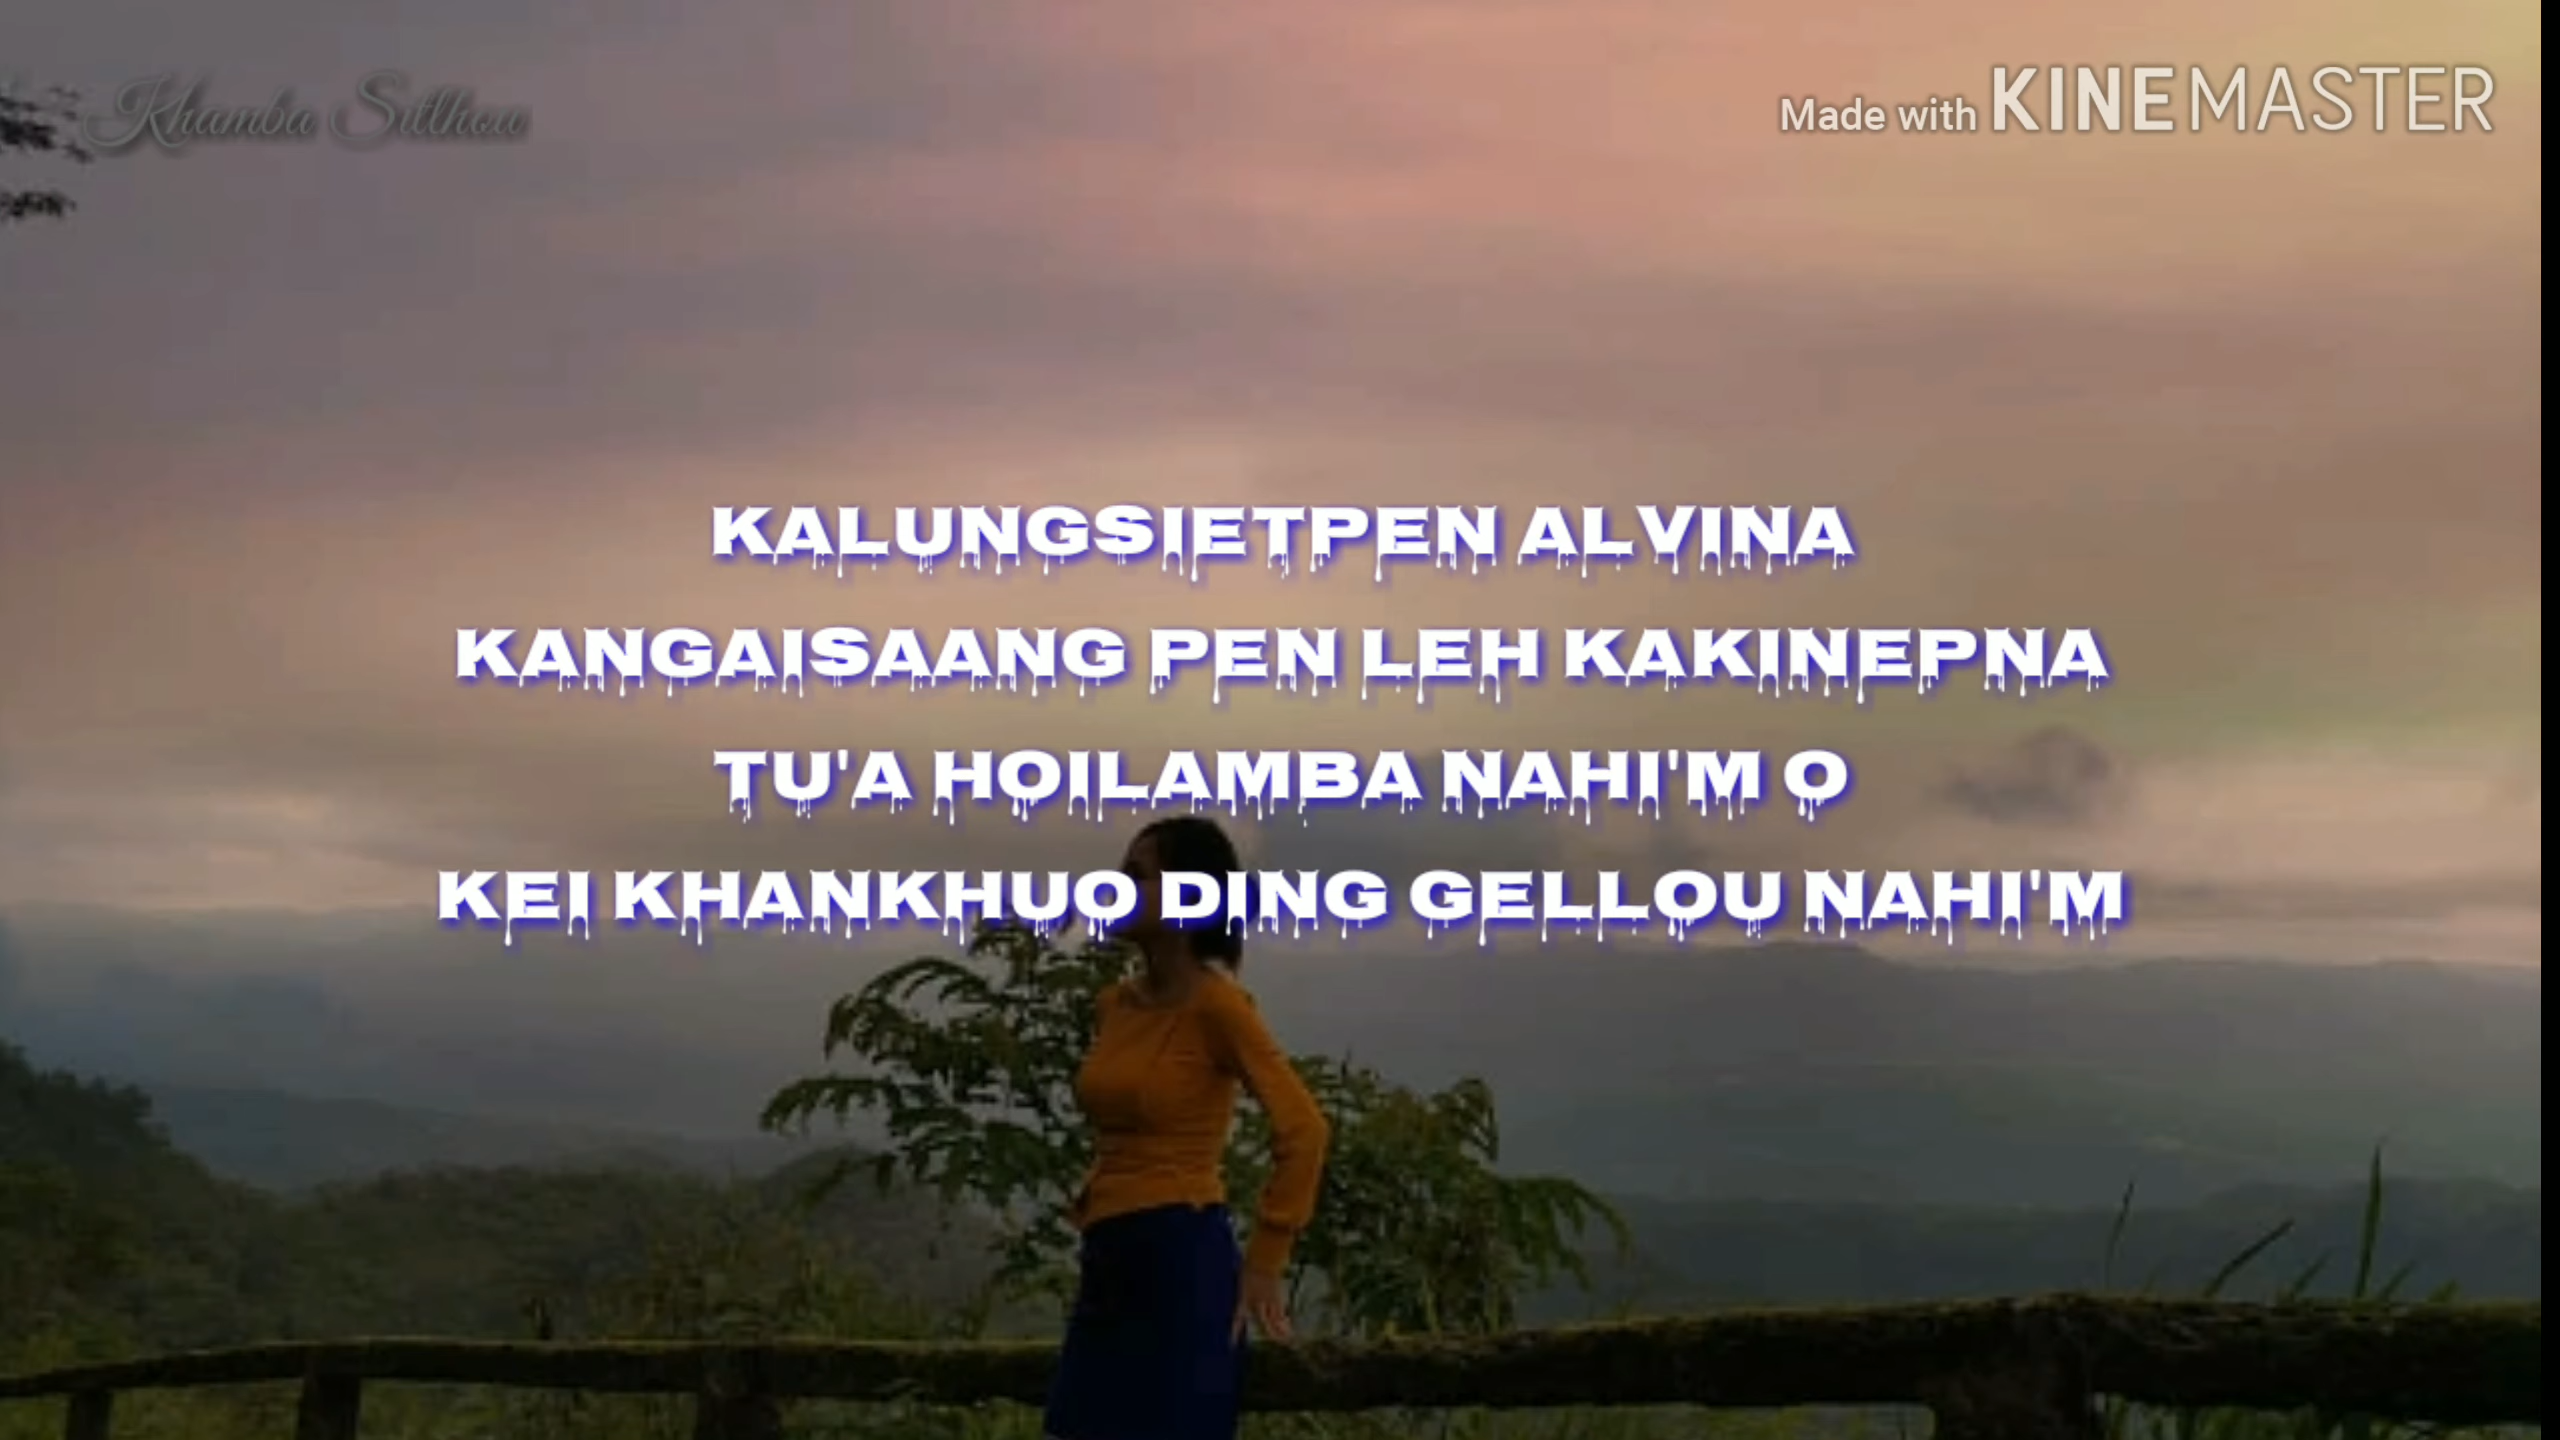 Khamba Sitlhou
Made with KINEMASTER
KALUNGSIETPEN ALVINA
KANGAISAANG PEN LEH KAKINEPNA
TU'A HOILAMBA NAHI'M O
KEI KHANKHUO DING GELLOU NAHI'M